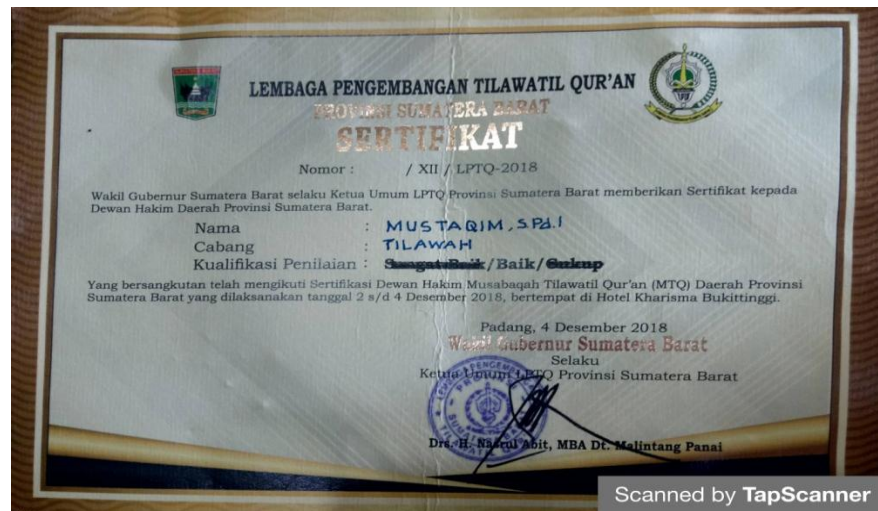 LEMBAGA PENGEMBANGAN TILAWATIL QUR'AN
PROVINSI SUMATERA BARAT
SERTIFIKAT
Nomor : / XII / LPTQ-2018
Wakil Gubernur Sumatera Barat selaku Ketua Umum LPTQ Provinsi Sumatera Barat memberikan Sertifikat kepada
Dewan Hakim Daerah Provinsi Sumatera Barat.
Nama : MUSTAQIM, S.Pd.I
Cabang : TILAWAH
Kualifikasi Penilaian : Sangat Baik/Baik/Cukup
Yang bersangkutan telah mengikuti Sertifikasi Dewan Hakim Musabaqah Tilawatil Qur'an (MTQ) Daerah Provinsi
Sumatera Barat yang dilaksanakan tanggal 2 s/d 4 Desember 2018, bertempat di Hotel Kharisma Bukittinggi.
Padang, 4 Desember 2018
Wakil Gubernur Sumatera Barat
Selaku
Ketua Umum LPTQ Provinsi Sumatera Barat
Drs. H. Nasrul Abit, MBA Dt. Malintang Panai
Scanned by TapScanner